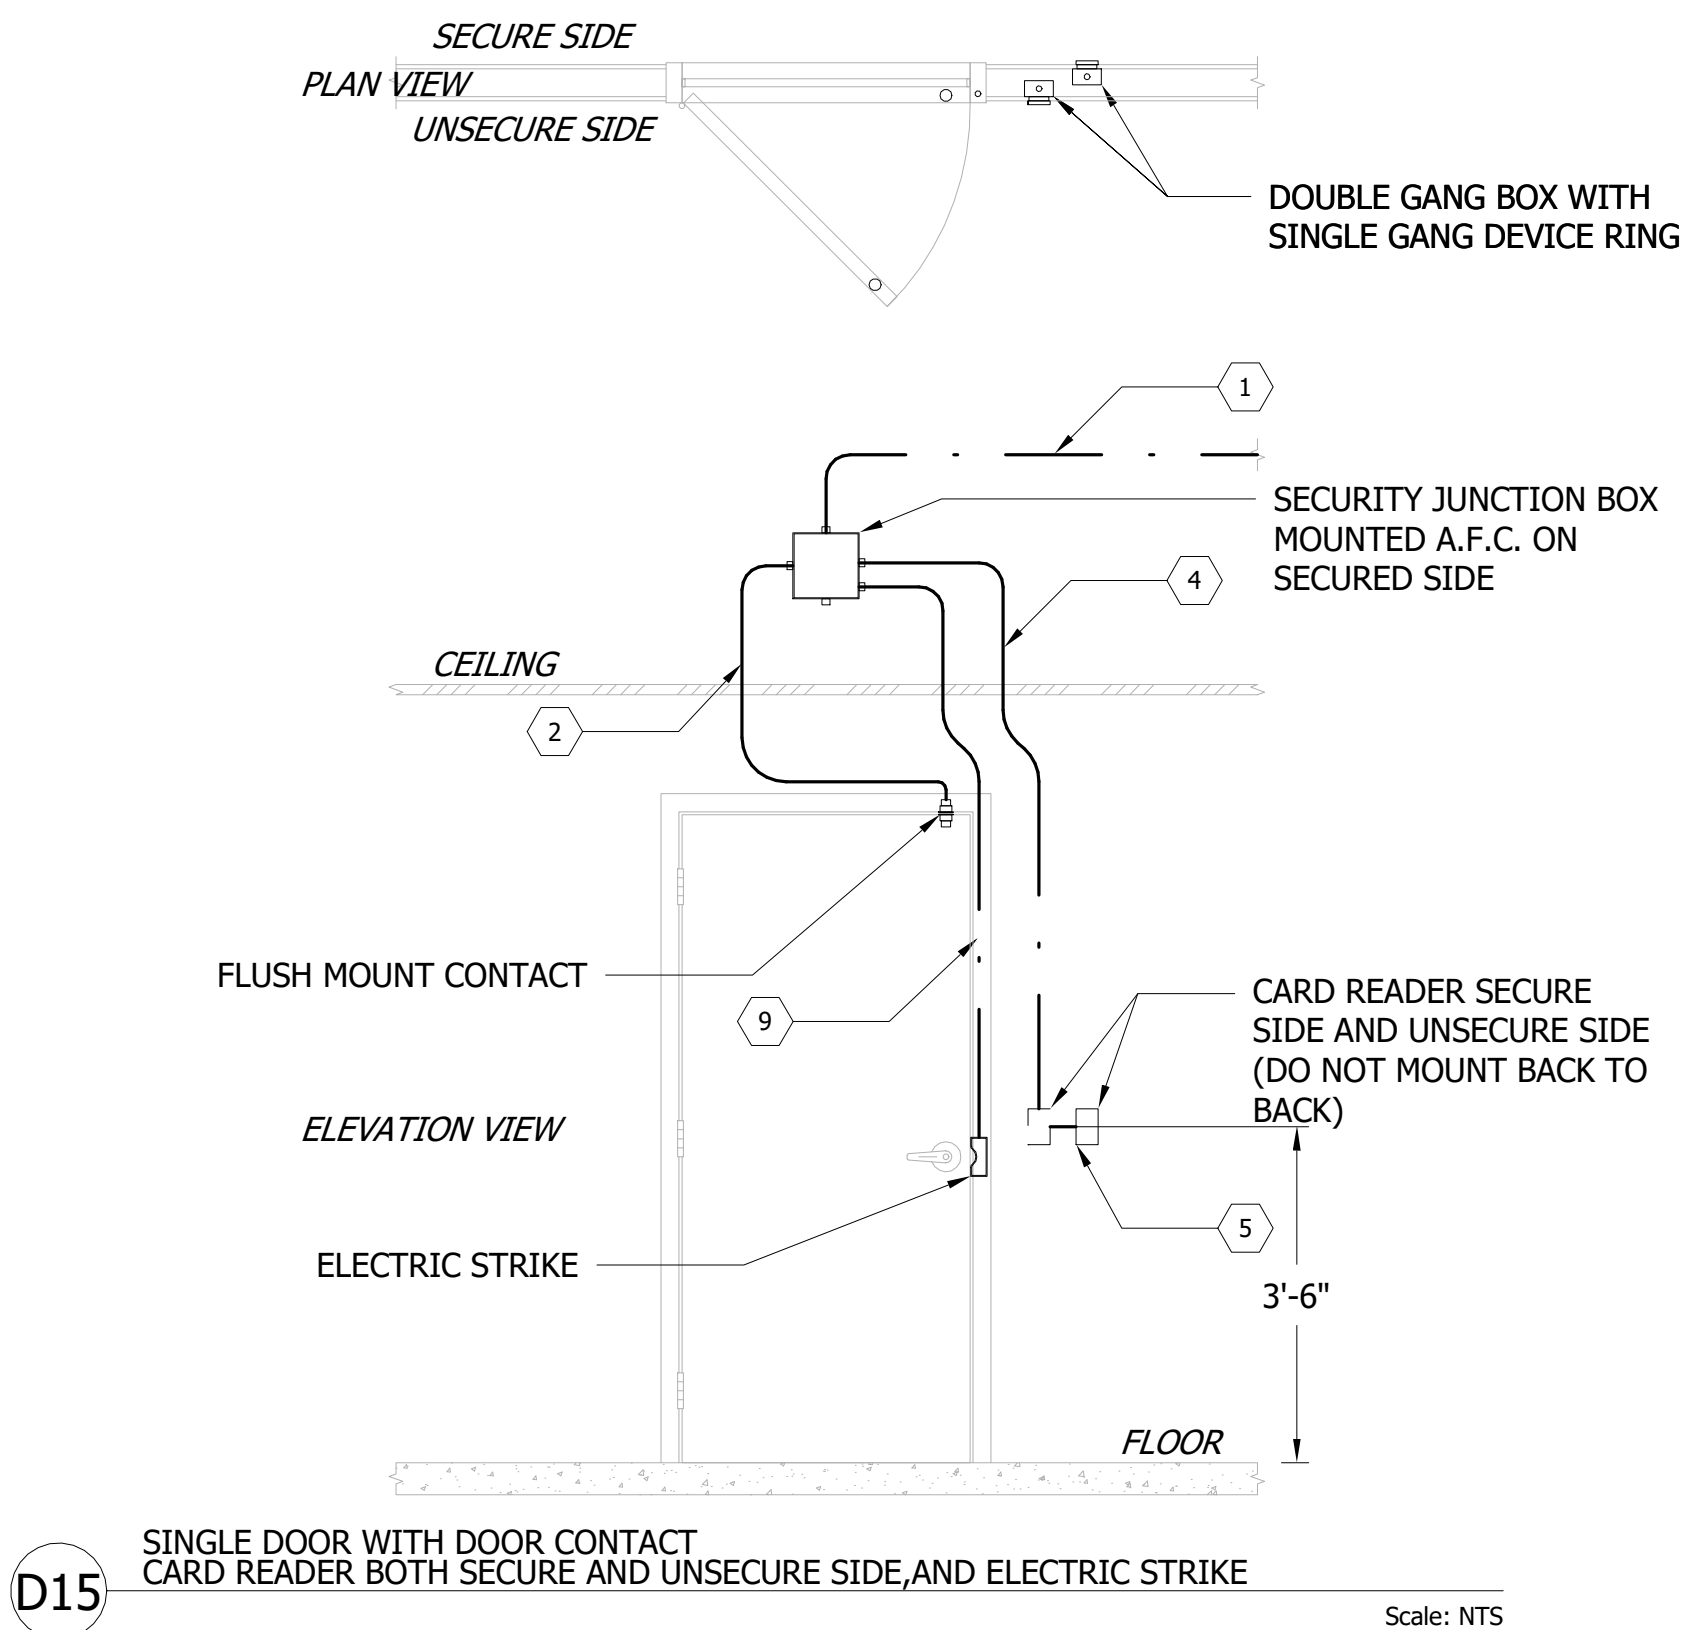 SECURE SIDE
PLAN VIEW
UNSECURE SIDE
DOUBLE GANG BOX WITH
SINGLE GANG DEVICE RING
1
SECURITY JUNCTION BOX
MOUNTED A.F.C. ON
SECURED SIDE
4
CEILING
2
FLUSH MOUNT CONTACT
9
CARD READER SECURE
SIDE AND UNSECURE SIDE
(DO NOT MOUNT BACK TO
BACK)
ELEVATION VIEW
5
ELECTRIC STRIKE
3'-6"
FLOOR
D15
SINGLE DOOR WITH DOOR CONTACT
CARD READER BOTH SECURE AND UNSECURE SIDE,AND ELECTRIC STRIKE
Scale: NTS